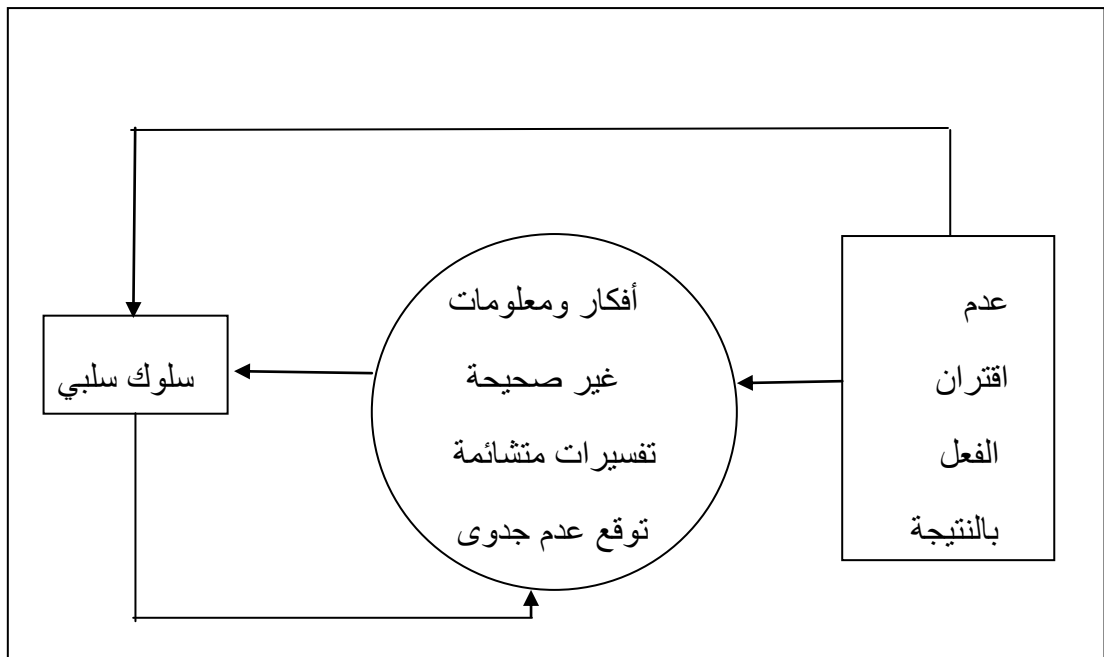 عدم
اقتران
الفعل
بالنتيجة
أفكار ومعلومات
غير صحيحة
تفسيرات متشائمة
توقع عدم جدوى
سلوك سلبي